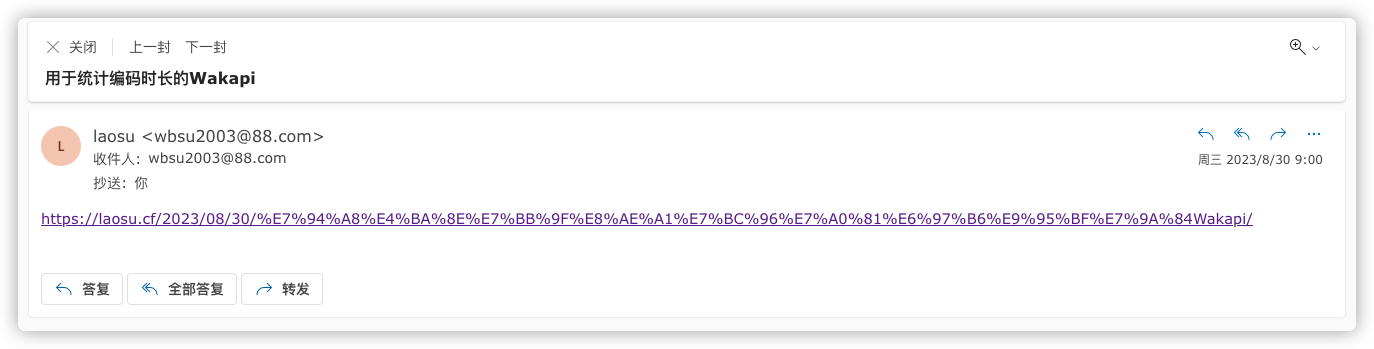 关闭 上一封 下一封
用于统计编码时长的Wakapi
L
laosu <wbsu2003@88.com>
收件人: wbsu2003@88.com
周三 2023/8/30 9:00
抄送: 你
https://laosu.cf/2023/08/30/%E7%94%A8%E4%BA%8E%E7%BB%9F%E8%AE%A1%E7%BC%96%E7%A0%81%E6%97%B6%E9%95%BF%E7%9A%84Wakapi/
答复 全部答复 转发